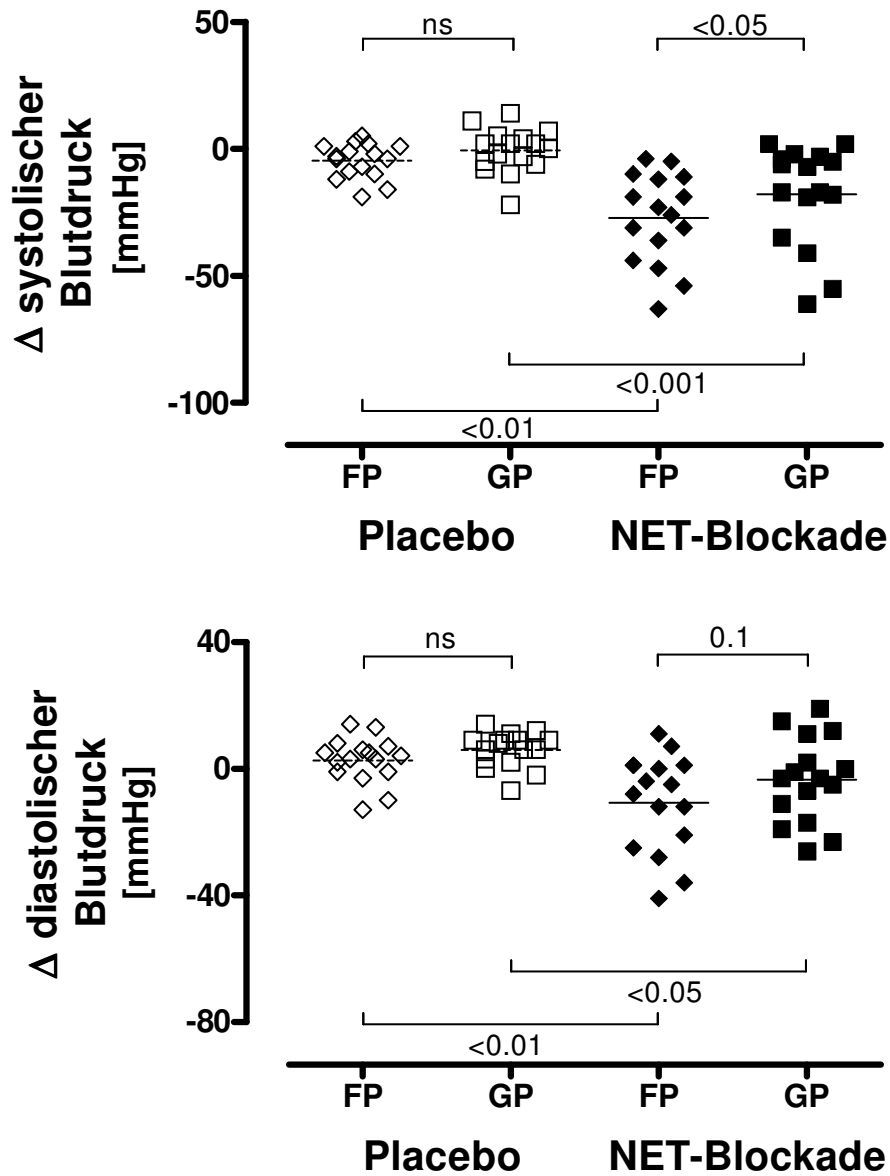 Δ systolischer
Blutdruck
[mmHg]
50
0
-50
-100
ns
<0.05
<0.001
<0.01
FP GP FP GP
Placebo NET-Blockade
Δ diastolischer
Blutdruck
[mmHg]
40
0
-40
-80
ns
0.1
<0.05
<0.01
FP GP FP GP
Placebo NET-Blockade